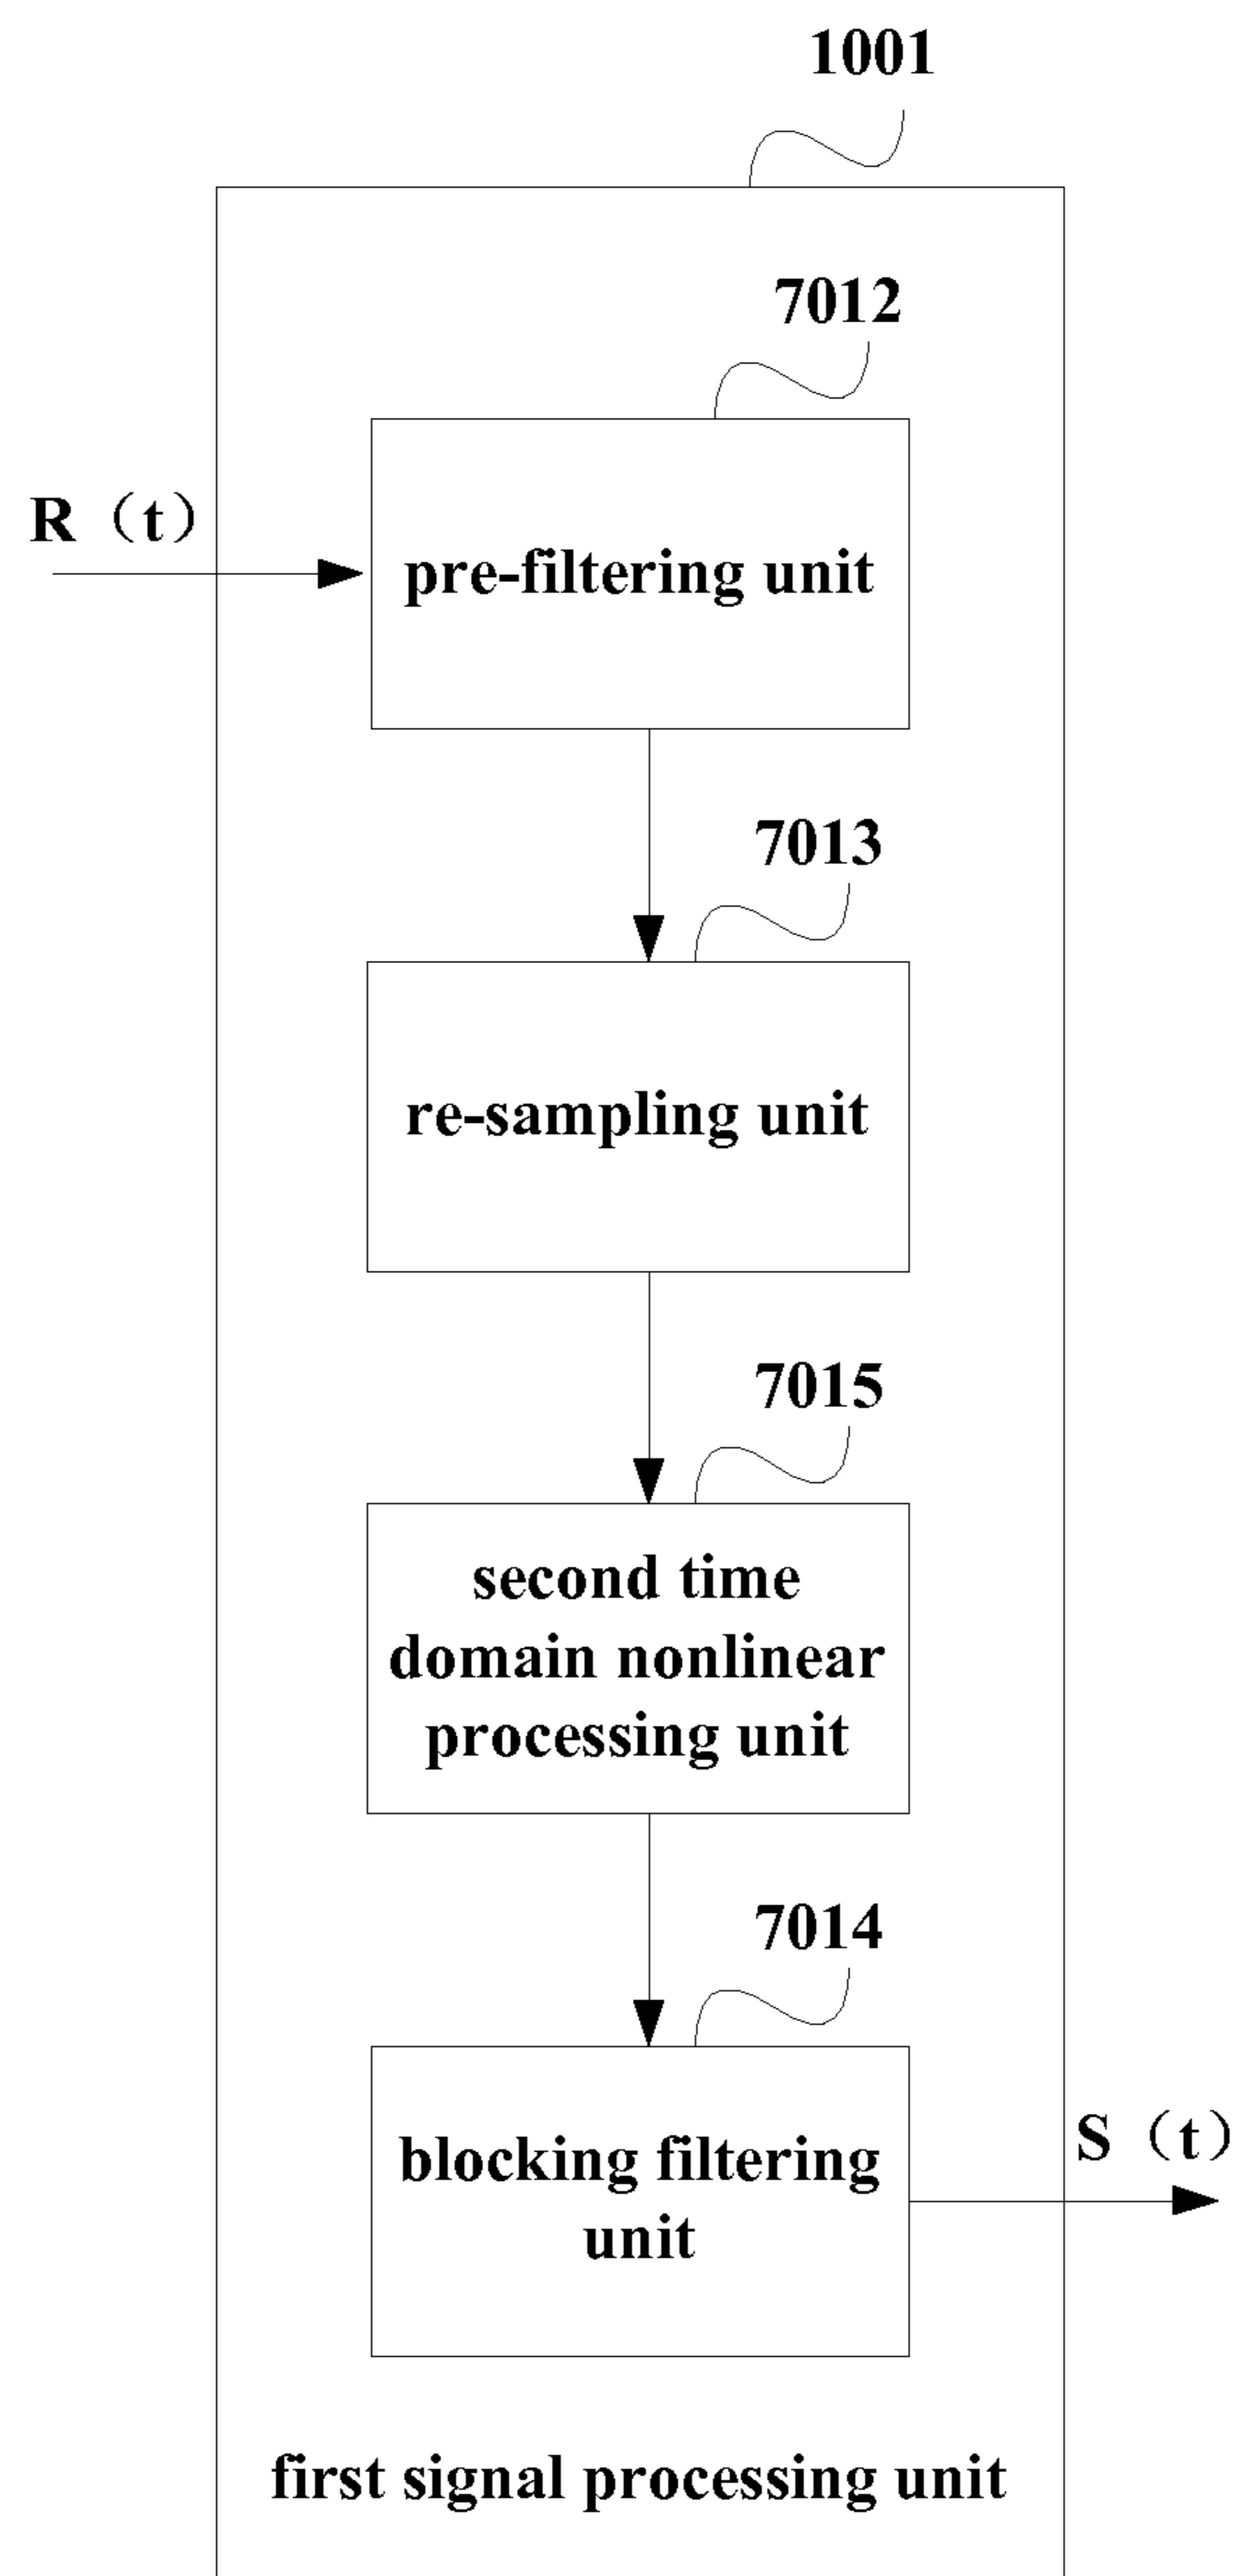 1001
7012
R（t）
pre-filtering unit
7013
re-sampling unit
7015
second time
domain nonlinear
processing unit
7014
blocking filtering
unit
S（t）
first signal processing unit